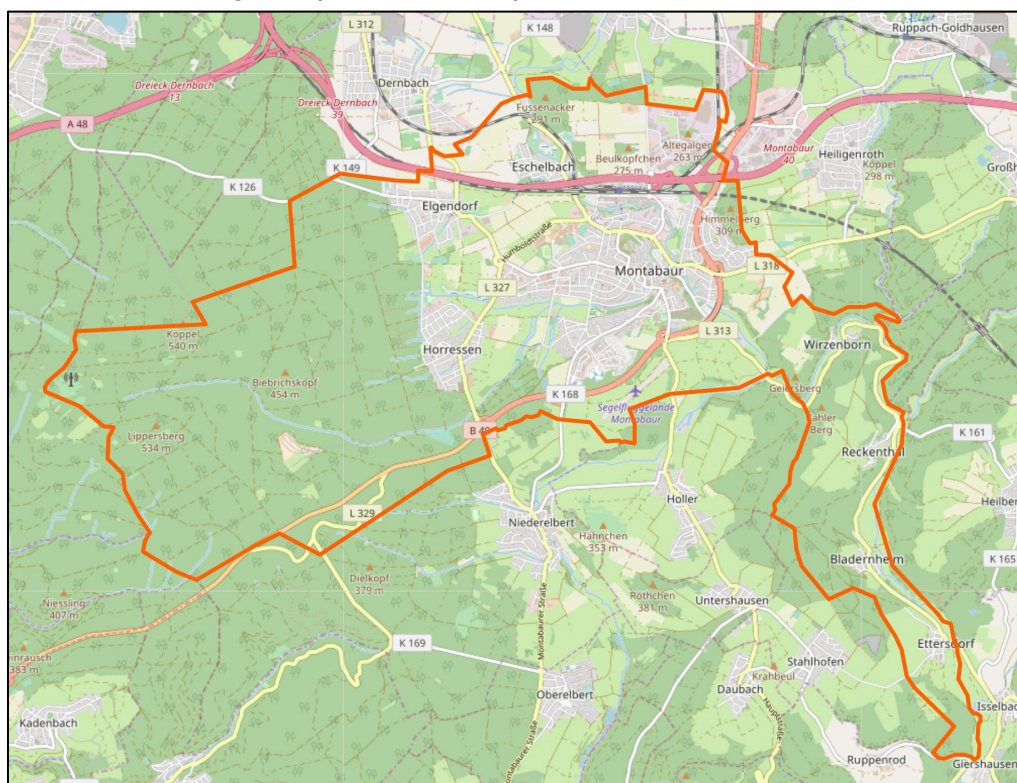 L 312
K 148
Ruppach-Goldhausen
Dreieck Dernbach
13
Dernbach
Dreieck Dernbach
39
Fussenacker
291 m
A 48
Altegalgen
263 m
Montabaur
40
Heiligenroth
Köppel
298 m
Großh
K 149
Eschelbach
Beulköpfchen
275 m
K 126
Elgendorf
Himmelberg
309 m
Humboldtstraße
L 318
Montabaur
L 327
Köppel
540 m
L 313
Wirzenborn
Horressen
Biebrichskopf
454 m
K 168
Segelfluggelände
Montabaur
Geiersberg
Kahler
Berg
Lippersberg
534 m
B 49
K 161
Reckenthal
Holler
Heilber
L 329
Niederelbert
Hähnchen
353 m
Bladernheim
K 165
Dielkopf
379 m
Niessling
407 m
Röthchen
381 m
Untershausen
Montabaurer Straße
K 169
einrausch
383 m
Ettersdorf
Stahlhofen
Krahbeul
Daubach
Oberelbert
Hauptstraße
Isselbac
Kadenbach
Montabaurer Straße
Ruppenrod
Giershausen